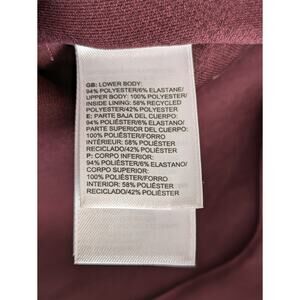 GB: LOWER BODY:
94% POLYESTER/6% ELASTANE/
UPPER BODY: 100% POLYESTER/
INSIDE LINING: 58% RECYCLED
POLYESTER/42% POLYESTER
E: PARTE BAJA DEL CUERPO:
94% POLIÉSTER/6% ELASTANO/
PARTE SUPERIOR DEL CUERPO:
100% POLIÉSTER/FORRO
INTÉRIEUR: 58% POLIÉSTER
RECICLADO/42% POLIÉSTER
P: CORPO INFERIOR:
94% POLIÉSTER/6% ELASTANO/
CORPO SUPERIOR:
100% POLIÉSTER/FORRO
INTERIOR: 58% POLIÉSTER
RECICLADO/42% POLIÉSTER